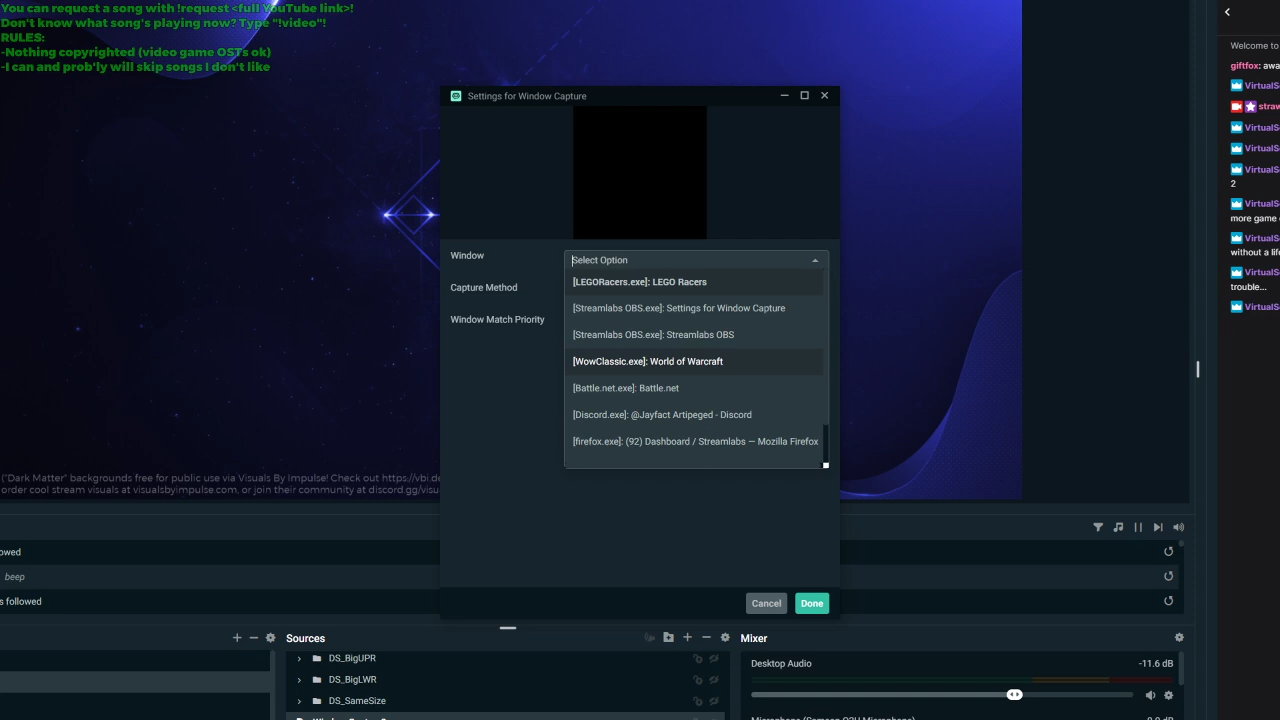 You can request a song with !request <full YouTube link>!
Don't know what song's playing now? Type "!video"!
RULES:
-Nothing copyrighted (video game OSTs ok)
-I can and prob'ly will skip songs I don't like
Settings for Window Capture
Window
Select Option
[LEGORacers.exe]: LEGO Racers
Capture Method
[Streamlabs OBS.exe]: Settings for Window Capture
Window Match Priority
[Streamlabs OBS.exe]: Streamlabs OBS
[WowClassic.exe]: World of Warcraft
[Battle.net.exe]: Battle.net
[Discord.exe]: @Jayfact Artipeged - Discord
[firefox.exe]: (92) Dashboard / Streamlabs — Mozilla Firefox
Cancel
Done
("Dark Matter" backgrounds free for public use via Visuals By Impulse! Check out https://vbi.de
order cool stream visuals at visualsbyimpulse.com, or join their community at discord.gg/visu
owed
beep
s followed
Sources
DS_BigUPR
DS_BigLWR
DS_SameSize
Mixer
Desktop Audio
-11.6 dB
Welcome to
giftfox: awa
VirtualS
straw
VirtualS
VirtualS
VirtualS
2
VirtualS
more game
VirtualS
without a life
VirtualS
trouble...
VirtualS